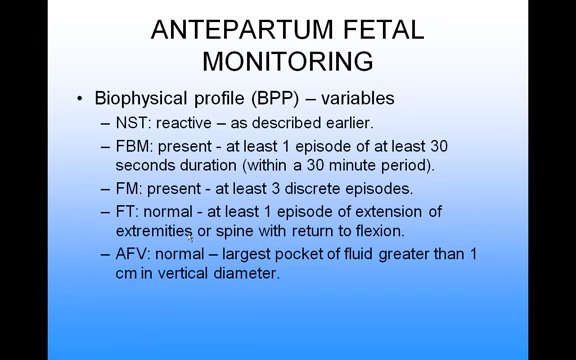 ANTEPARTUM FETAL
MONITORING
• Biophysical profile (BPP) – variables
– NST: reactive – as described earlier.
– FBM: present - at least 1 episode of at least 30
seconds duration (within a 30 minute period).
– FM: present - at least 3 discrete episodes.
– FT: normal - at least 1 episode of extension of
extremities or spine with return to flexion.
– AFV: normal – largest pocket of fluid greater than 1
cm in vertical diameter.